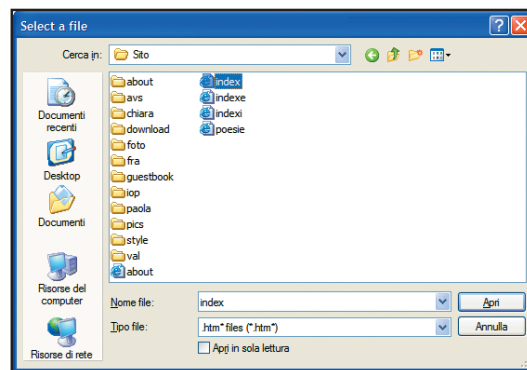 Select a file
Cerca in: Sito
Documenti recenti
Desktop
Documenti
Risorse del computer
Risorse di rete
about
avs
chiara
download
foto
fra
guestbook
iop
paola
pics
style
val
about
index
indexe
indexi
poesie
Nome file: index Apri
Tipo file: .htm* files (*.htm*) Annulla
Apri in sola lettura